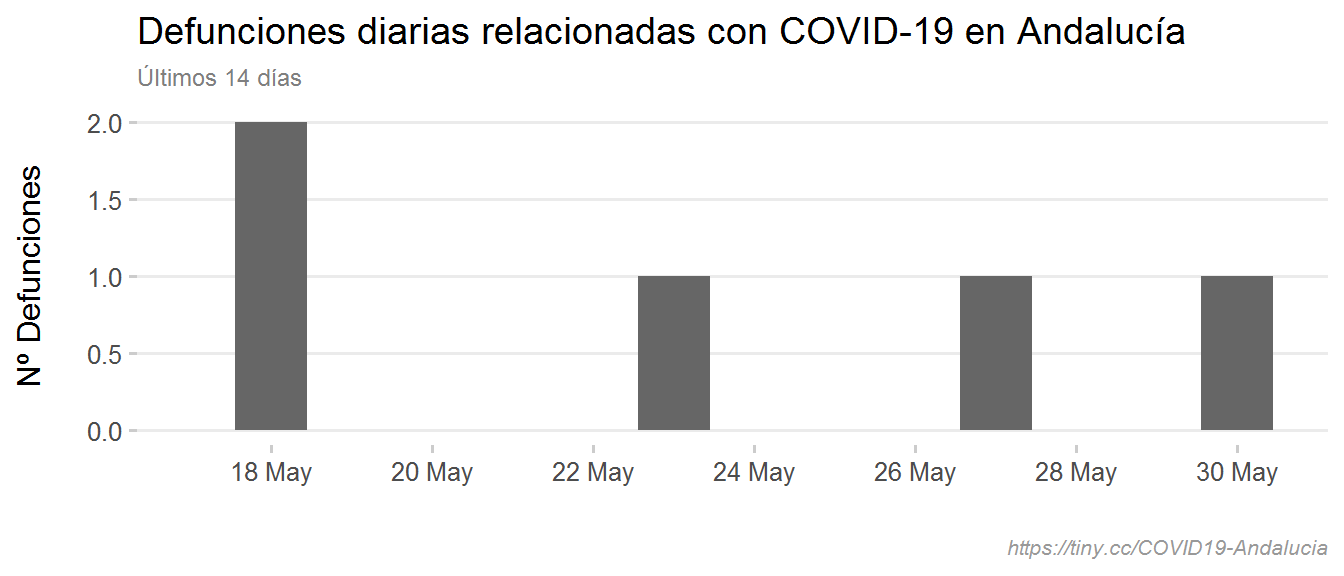 Defunciones diarias relacionadas con COVID-19 en Andalucía
Últimos 14 días
Nº Defunciones
2.0
1.5
1.0
0.5
0.0
18 May 20 May 22 May 24 May 26 May 28 May 30 May
https://tiny.cc/COVID19-Andalucia